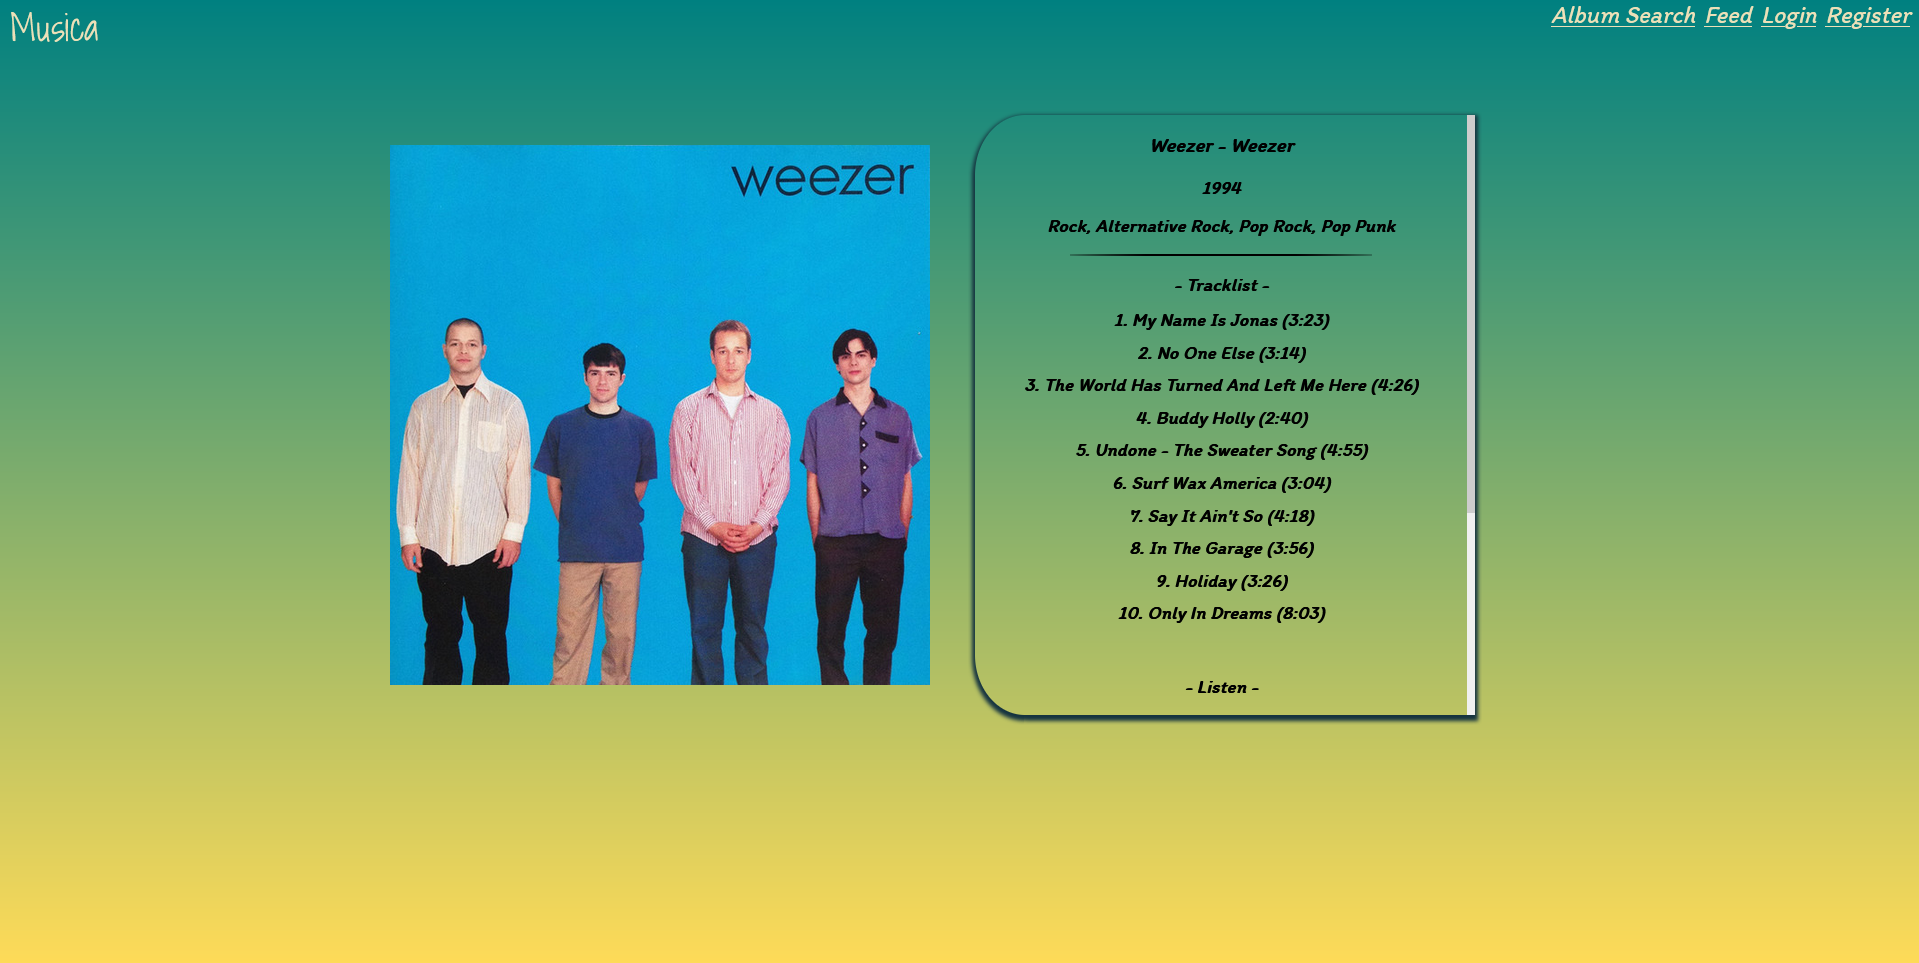 Musica
Album Search Feed Login Register
weezer
Weezer - Weezer
1994
Rock, Alternative Rock, Pop Rock, Pop Punk
- Tracklist -
1. My Name Is Jonas (3:23)
2. No One Else (3:14)
3. The World Has Turned And Left Me Here (4:26)
4. Buddy Holly (2:40)
5. Undone - The Sweater Song (4:55)
6. Surf Wax America (3:04)
7. Say It Ain't So (4:18)
8. In The Garage (3:56)
9. Holiday (3:26)
10. Only In Dreams (8:03)
- Listen -